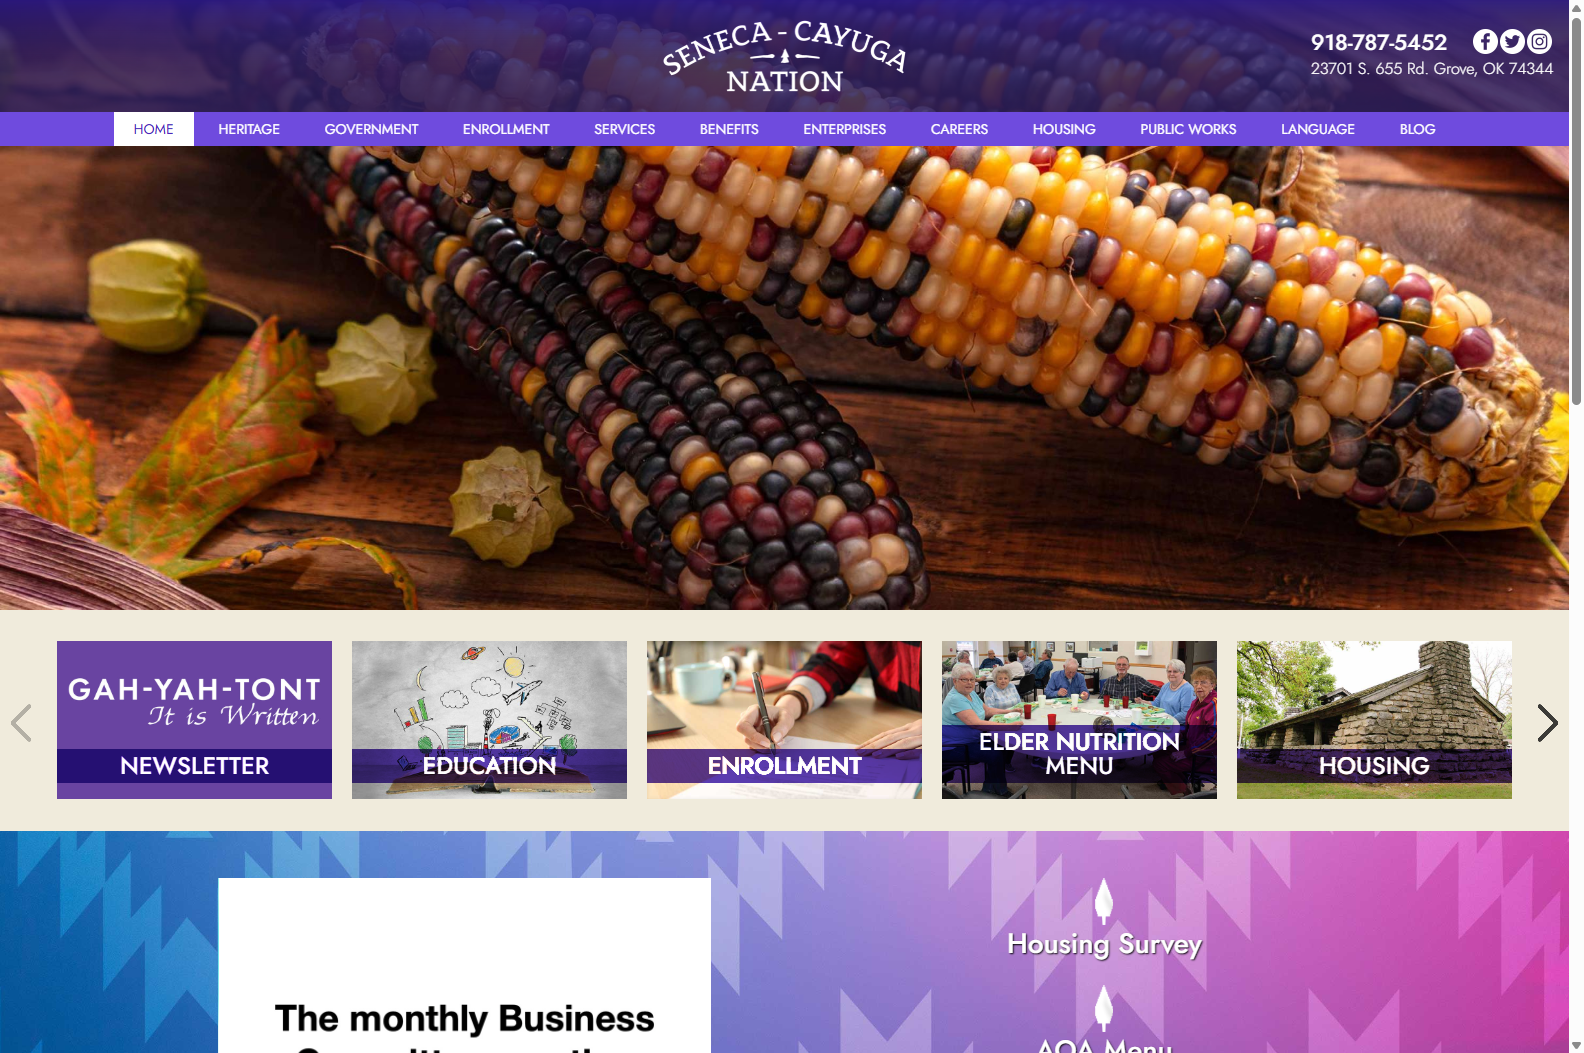 SENECA - CAYUGA
NATION
918-787-5452
23701 S. 655 Rd. Grove, OK 74344
HOME HERITAGE GOVERNMENT ENROLLMENT SERVICES BENEFITS ENTERPRISES CAREERS HOUSING PUBLIC WORKS LANGUAGE BLOG
GAH-YAH-TONT
It is Written
NEWSLETTER
EDUCATION
ENROLLMENT
ELDER NUTRITION
MENU
HOUSING
The monthly Business
Housing Survey
AOA Menu